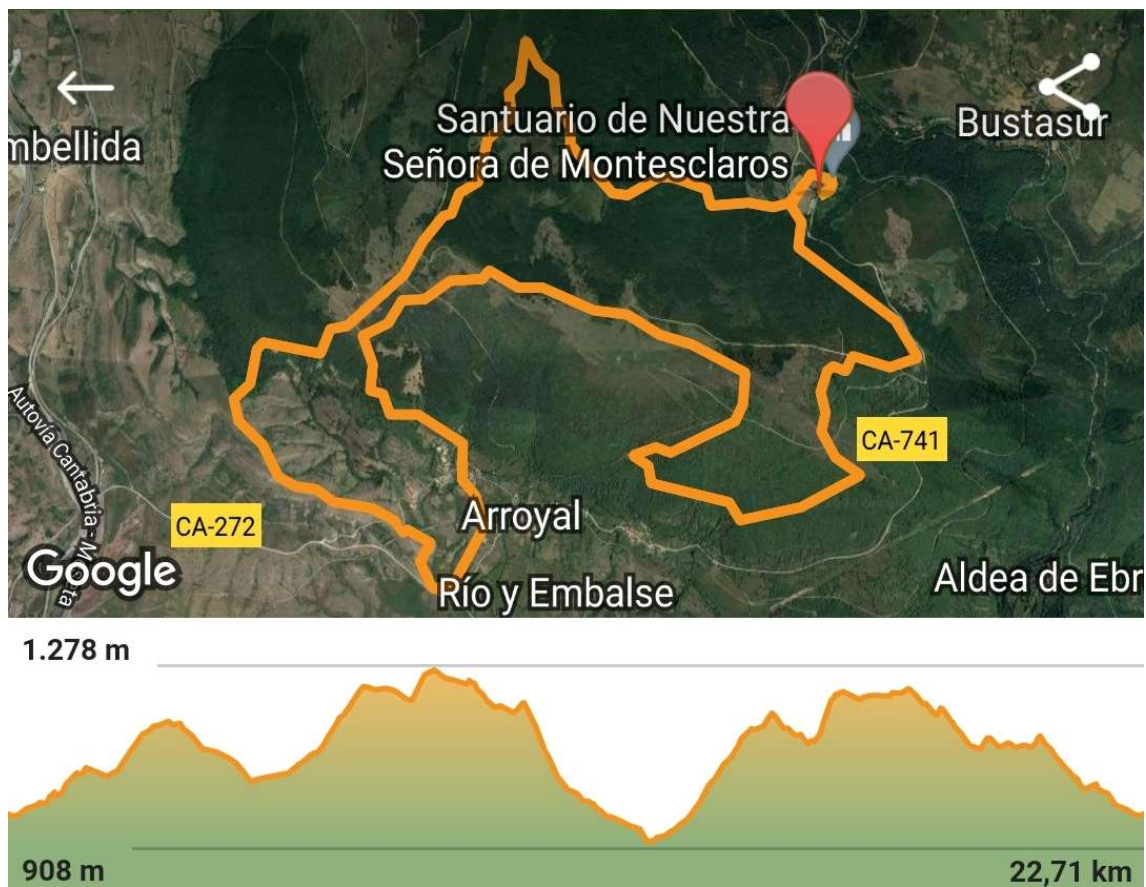 Santuario de Nuestra
Señora de Montesclaros
Bustasur
mbellida
Autovía Cantabria - M
ta
CA-741
CA-272
Arroyal
Google
Río y Embalse
Aldea de Ebr
1.278 m
908 m
22,71 km